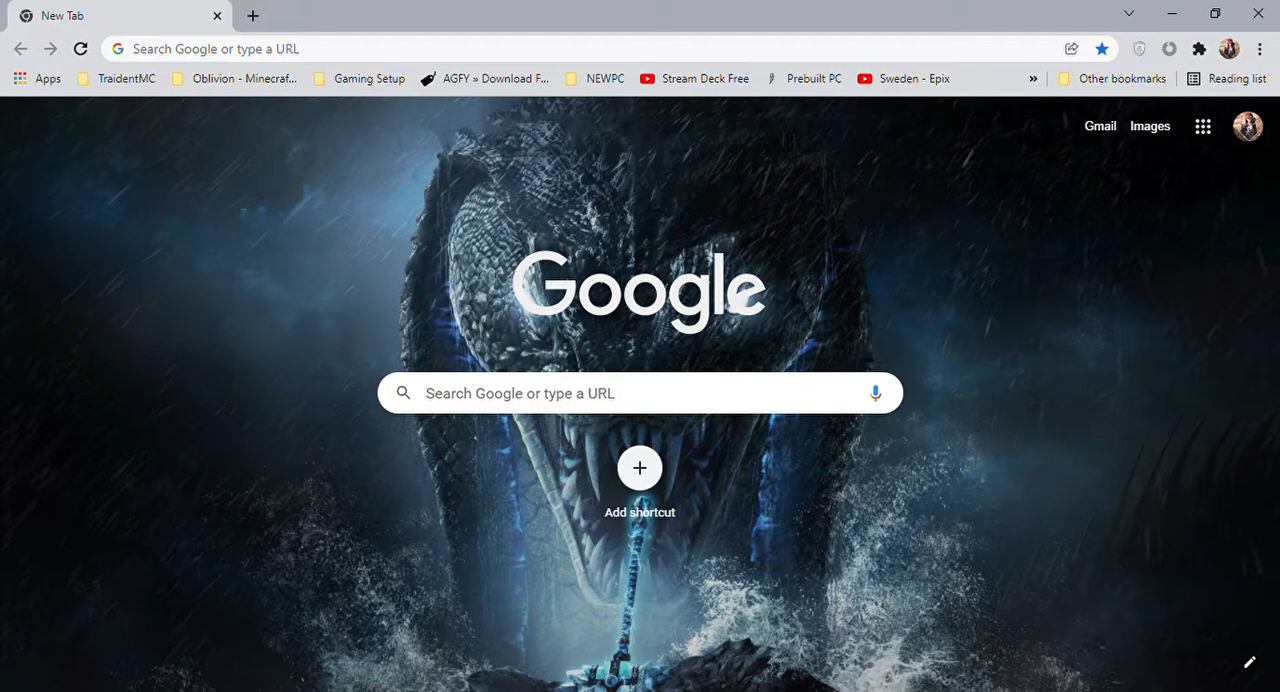 New Tab
Search Google or type a URL
Apps TraidentMC Oblivion - Minecraf... Gaming Setup AGFY » Download F... NEWPC Stream Deck Free Prebuilt PC Sweden - Epix » Other bookmarks Reading list
Gmail Images
Google
Search Google or type a URL
Add shortcut